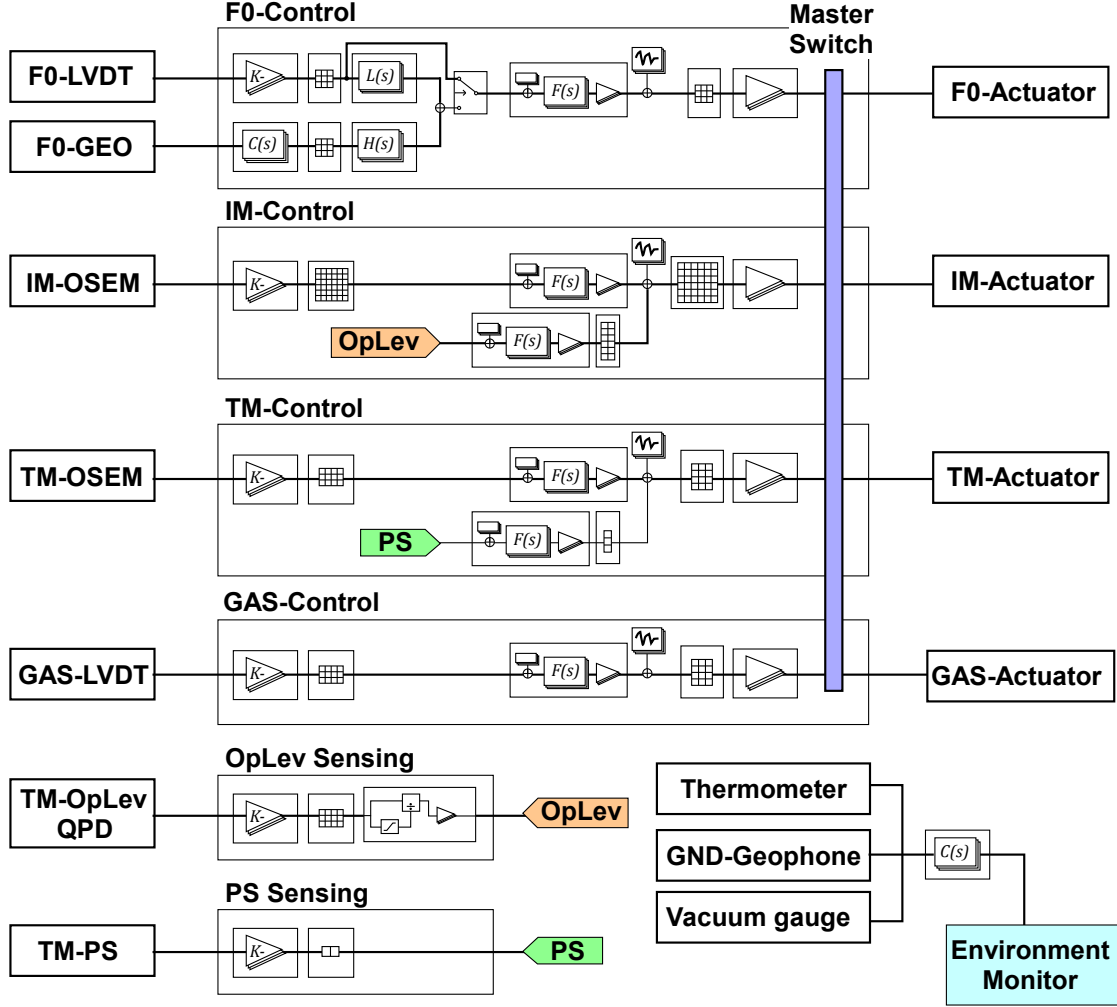 F0-Control
Master
Switch
F0-LVDT
K-
L(s)
F(s)
F0-Actuator
F0-GEO
C(s)
H(s)
IM-Control
IM-OSEM
K-
F(s)
IM-Actuator
OpLev
F(s)
TM-Control
TM-OSEM
K-
F(s)
TM-Actuator
PS
F(s)
GAS-Control
GAS-LVDT
K-
F(s)
GAS-Actuator
OpLev Sensing
TM-OpLev
QPD
K-
÷
OpLev
Thermometer
GND-Geophone
C(s)
Vacuum gauge
PS Sensing
TM-PS
K-
PS
Environment
Monitor